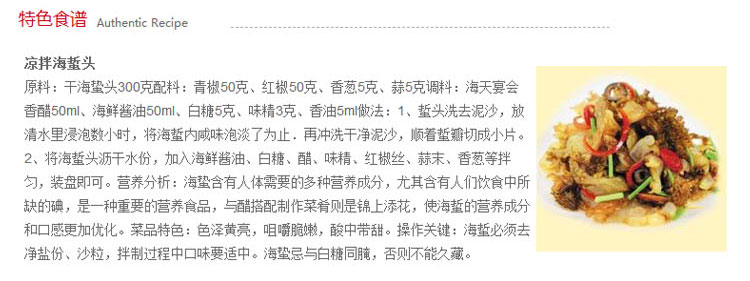 特色食谱 Authentic Recipe
凉拌海蜇头
原料：干海蛰头300克配料：青椒50克、红椒50克、香葱5克、蒜5克调料：海天宴会
香醋50ml、海鲜酱油50ml、白糖5克、味精3克、香油5ml做法：1、蜇头洗去泥沙，放
清水里浸泡数小时，将海蜇内咸味泡淡了为止．再冲洗干净泥沙，顺着蜇瓣切成小片。
2、将海蜇头沥干水份，加入海鲜酱油、白糖、醋、味精、红椒丝、蒜末、香葱等拌
匀，装盘即可。营养分析：海蛰含有人体需要的多种营养成分，尤其含有人们饮食中所
缺的碘，是一种重要的营养食品，与醋搭配制作菜肴则是锦上添花，使海蜇的营养成分
和口感更加优化。菜品特色：色泽黄亮，咀嚼脆嫩，酸中带甜。操作关键：海蜇必须去
净盐份、沙粒，拌制过程中口味要适中。海蛰忌与白糖同腌，否则不能久藏。